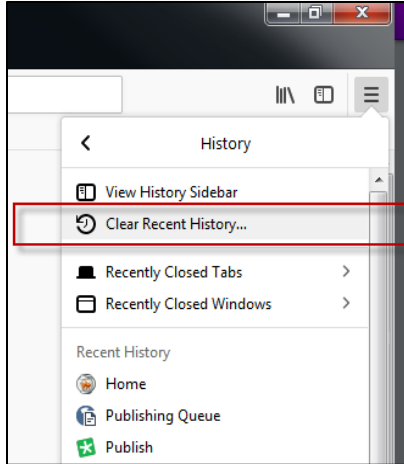 History
View History Sidebar
Clear Recent History...
Recently Closed Tabs
Recently Closed Windows
Recent History
Home
Publishing Queue
Publish